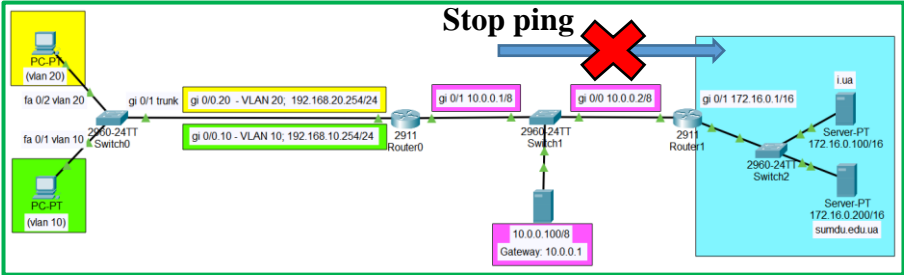 Stop ping
PC-PT
(vlan 20)
fa 0/2 vlan 20
gi 0/1 trunk
gi 0/0.20 - VLAN 20; 192.168.20.254/24
gi 0/1 10.0.0.1/8
gi 0/0 10.0.0.2/8
gi 0/1 172.16.0.1/16
i.ua
fa 0/1 vlan 10
2960-24TT
Switch0
gi 0/0.10 - VLAN 10; 192.168.10.254/24
2911
Router0
2960-24TT
Switch1
2911
Router1
Server-PT
172.16.0.100/16
2960-24TT
Switch2
PC-PT
(vlan 10)
10.0.0.100/8
Gateway: 10.0.0.1
Server-PT
172.16.0.200/16
sumdu.edu.ua